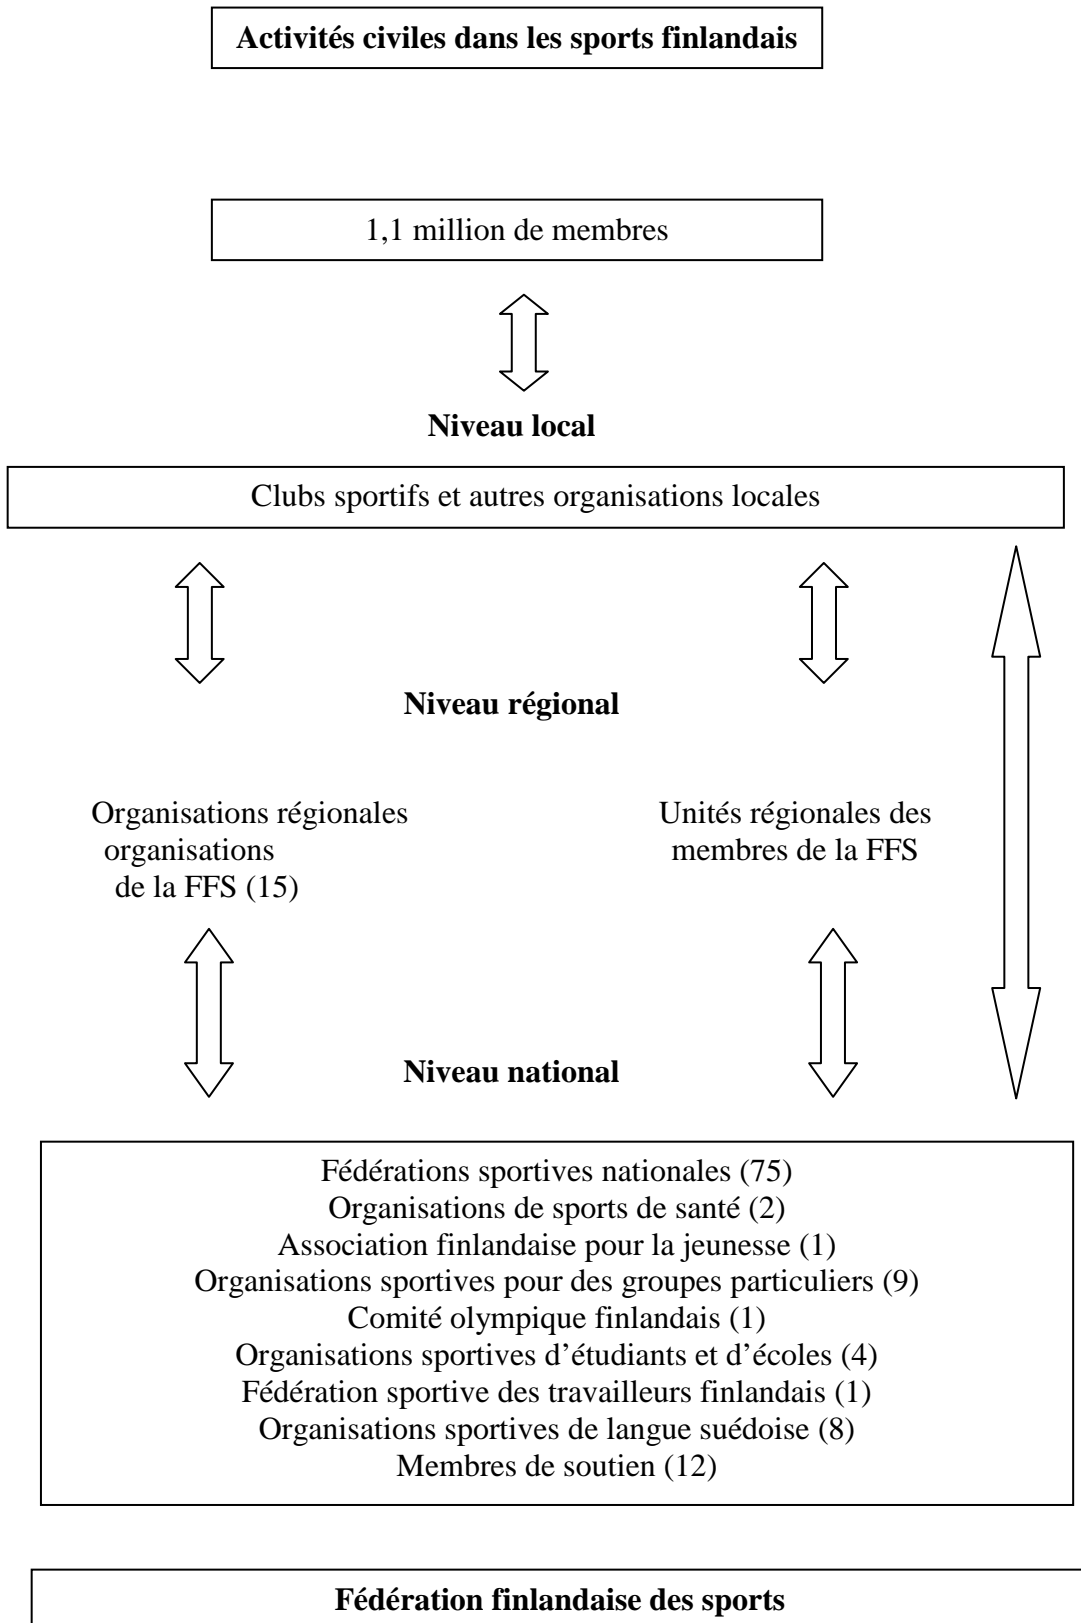 Activités civiles dans les sports finlandais
1,1 million de membres
Niveau local
Clubs sportifs et autres organisations locales
Niveau régional
Organisations régionales
organisations
de la FFS (15)
Unités régionales des
membres de la FFS
Niveau national
Fédérations sportives nationales (75)
Organisations de sports de santé (2)
Association finlandaise pour la jeunesse (1)
Organisations sportives pour des groupes particuliers (9)
Comité olympique finlandais (1)
Organisations sportives d’étudiants et d’écoles (4)
Fédération sportive des travailleurs finlandais (1)
Organisations sportives de langue suédoise (8)
Membres de soutien (12)
Fédération finlandaise des sports